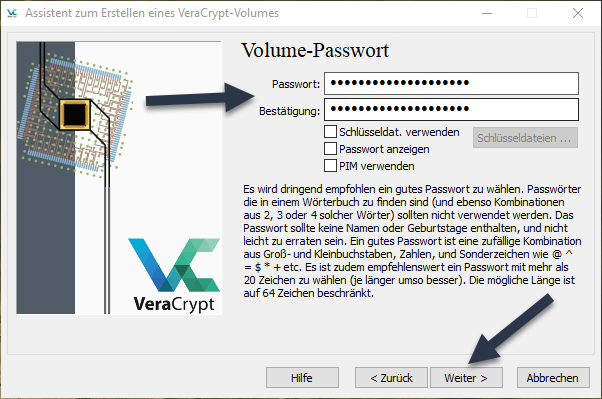 Assistent zum Erstellen eines VeraCrypt-Volumes
Volume-Passwort
Passwort: ●●●●●●●●●●●●●●●●●●●●
Bestätigung: ●●●●●●●●●●●●●●●●●●●●
Schlüsseldat. verwenden
Schlüsseldateien ...
Passwort anzeigen
PIM verwenden
Es wird dringend empfohlen ein gutes Passwort zu wählen. Passwörter
die in einem Wörterbuch zu finden sind (und ebenso Kombinationen
aus 2, 3 oder 4 solcher Wörter) sollten nicht verwendet werden. Das
Passwort sollte keine Namen oder Geburtstage enthalten, und nicht
leicht zu erraten sein. Ein gutes Passwort ist eine zufällige Kombination
aus Groß- und Kleinbuchstaben, Zahlen, und Sonderzeichen wie @ ^
= $ * + etc. Es ist zudem empfehlenswert ein Passwort mit mehr als
20 Zeichen zu wählen (je länger umso besser). Die mögliche Länge ist
auf 64 Zeichen beschränkt.
VeraCrypt
Hilfe
< Zurück
Weiter >
Abbrechen